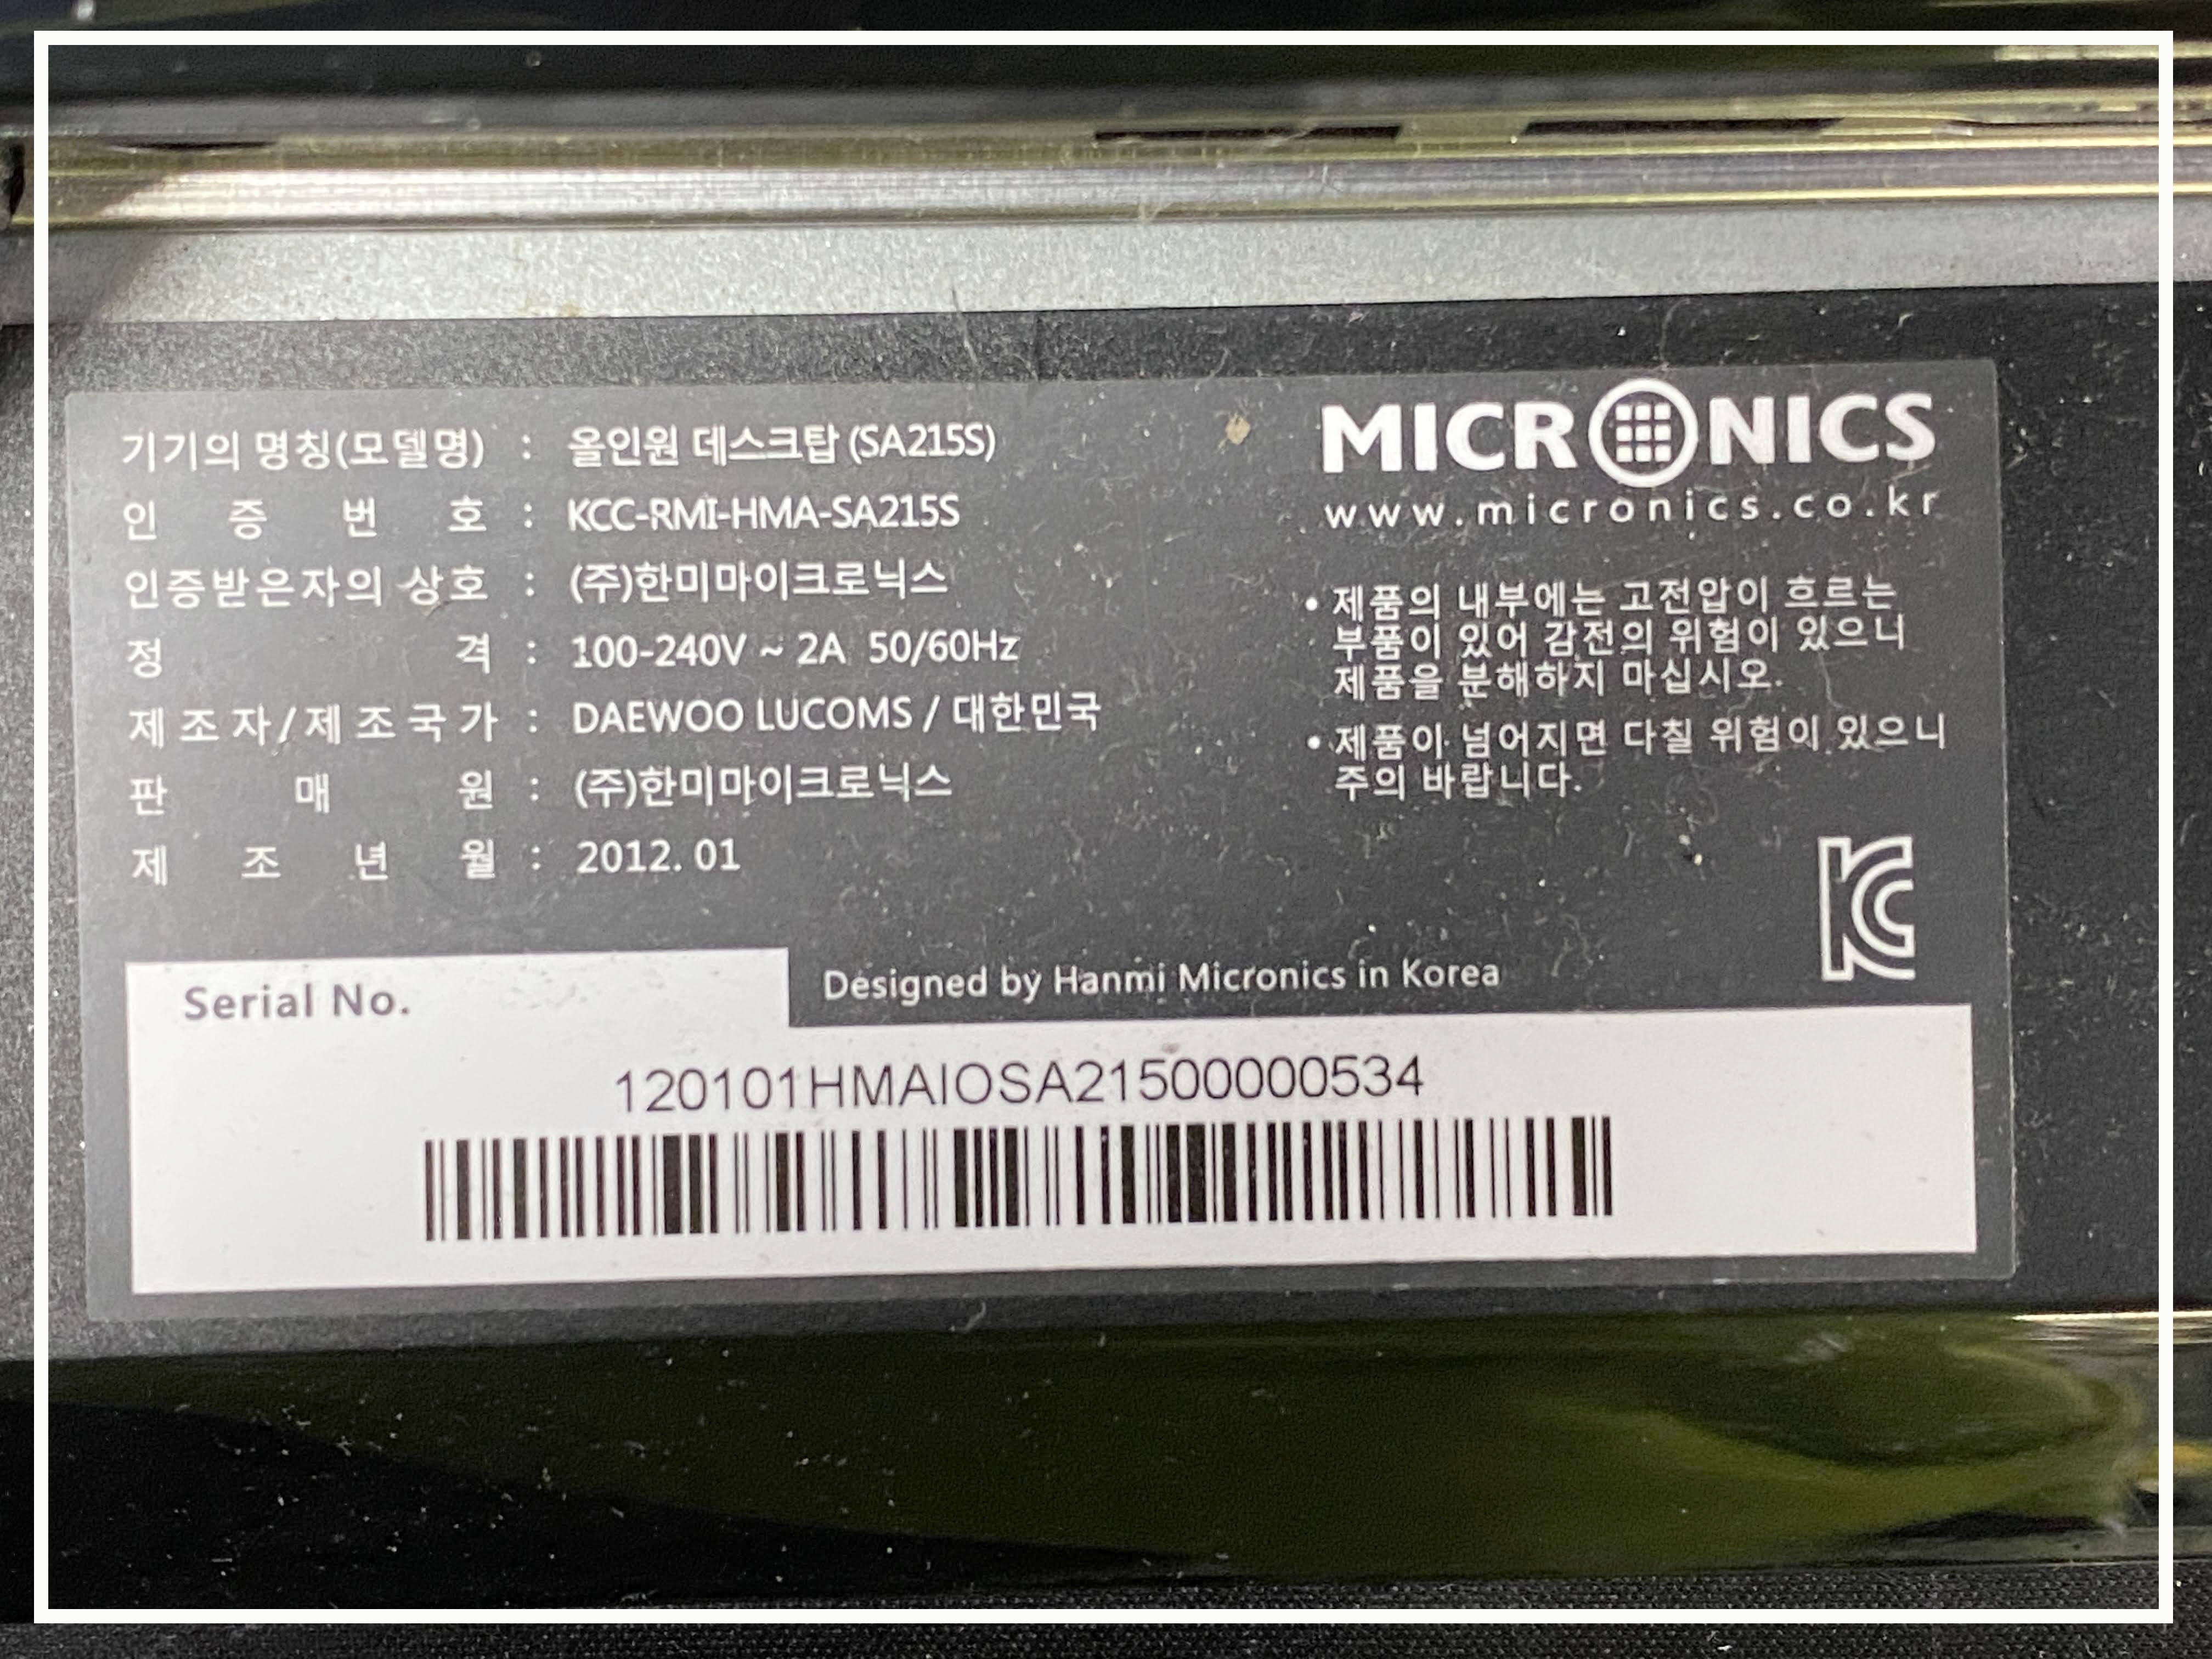 기기의 명칭(모델명) : 올인원 데스크탑 (SA215S)
인 증 번 호 : KCC-RMI-HMA-SA215S
인증받은자의 상호 : (주)한미마이크로닉스
정 격 : 100-240V ~ 2A 50/60Hz
제 조 자/제 조 국 가 : DAEWOO LUCOMS / 대한민국
판 매 원 : (주)한미마이크로닉스
제 조 년 월 : 2012. 01
MICRONICS
www.micronics.co.kr
• 제품의 내부에는 고전압이 흐르는
부품이 있어 감전의 위험이 있으니
제품을 분해하지 마십시오.
• 제품이 넘어지면 다칠 위험이 있으니
주의 바랍니다.
KC
Serial No.
Designed by Hanmi Micronics in Korea
120101HMAIOSA21500000534